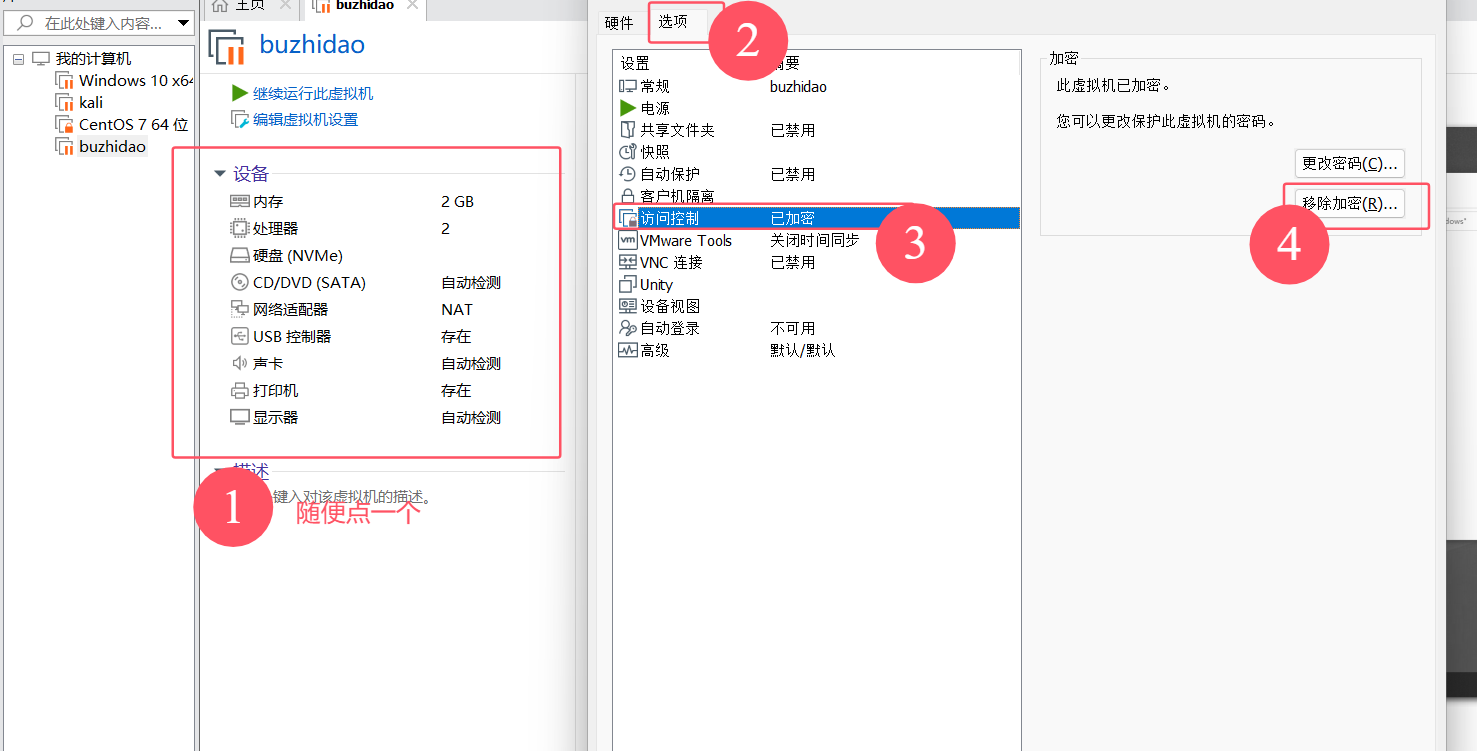 主页
buzhidao
在此处键入内容...
我的计算机
Windows 10 x64
kali
CentOS 7 64 位
buzhidao
buzhidao
继续运行此虚拟机
编辑虚拟机设置
设备
内存 2 GB
处理器 2
硬盘 (NVMe)
CD/DVD (SATA) 自动检测
网络适配器 NAT
USB 控制器 存在
声卡 自动检测
打印机 存在
显示器 自动检测
描述
键入对该虚拟机的描述。
1
随便点一个
硬件
选项
2
设置 要
常规 buzhidao
电源
共享文件夹 已禁用
快照
自动保护 已禁用
客户机隔离
访问控制 已加密
3
VMware Tools 关闭时间同步
VNC 连接 已禁用
Unity
设备视图
自动登录 不可用
高级 默认/默认
加密
此虚拟机已加密。
您可以更改保护此虚拟机的密码。
更改密码(C)...
移除加密(R)...
4